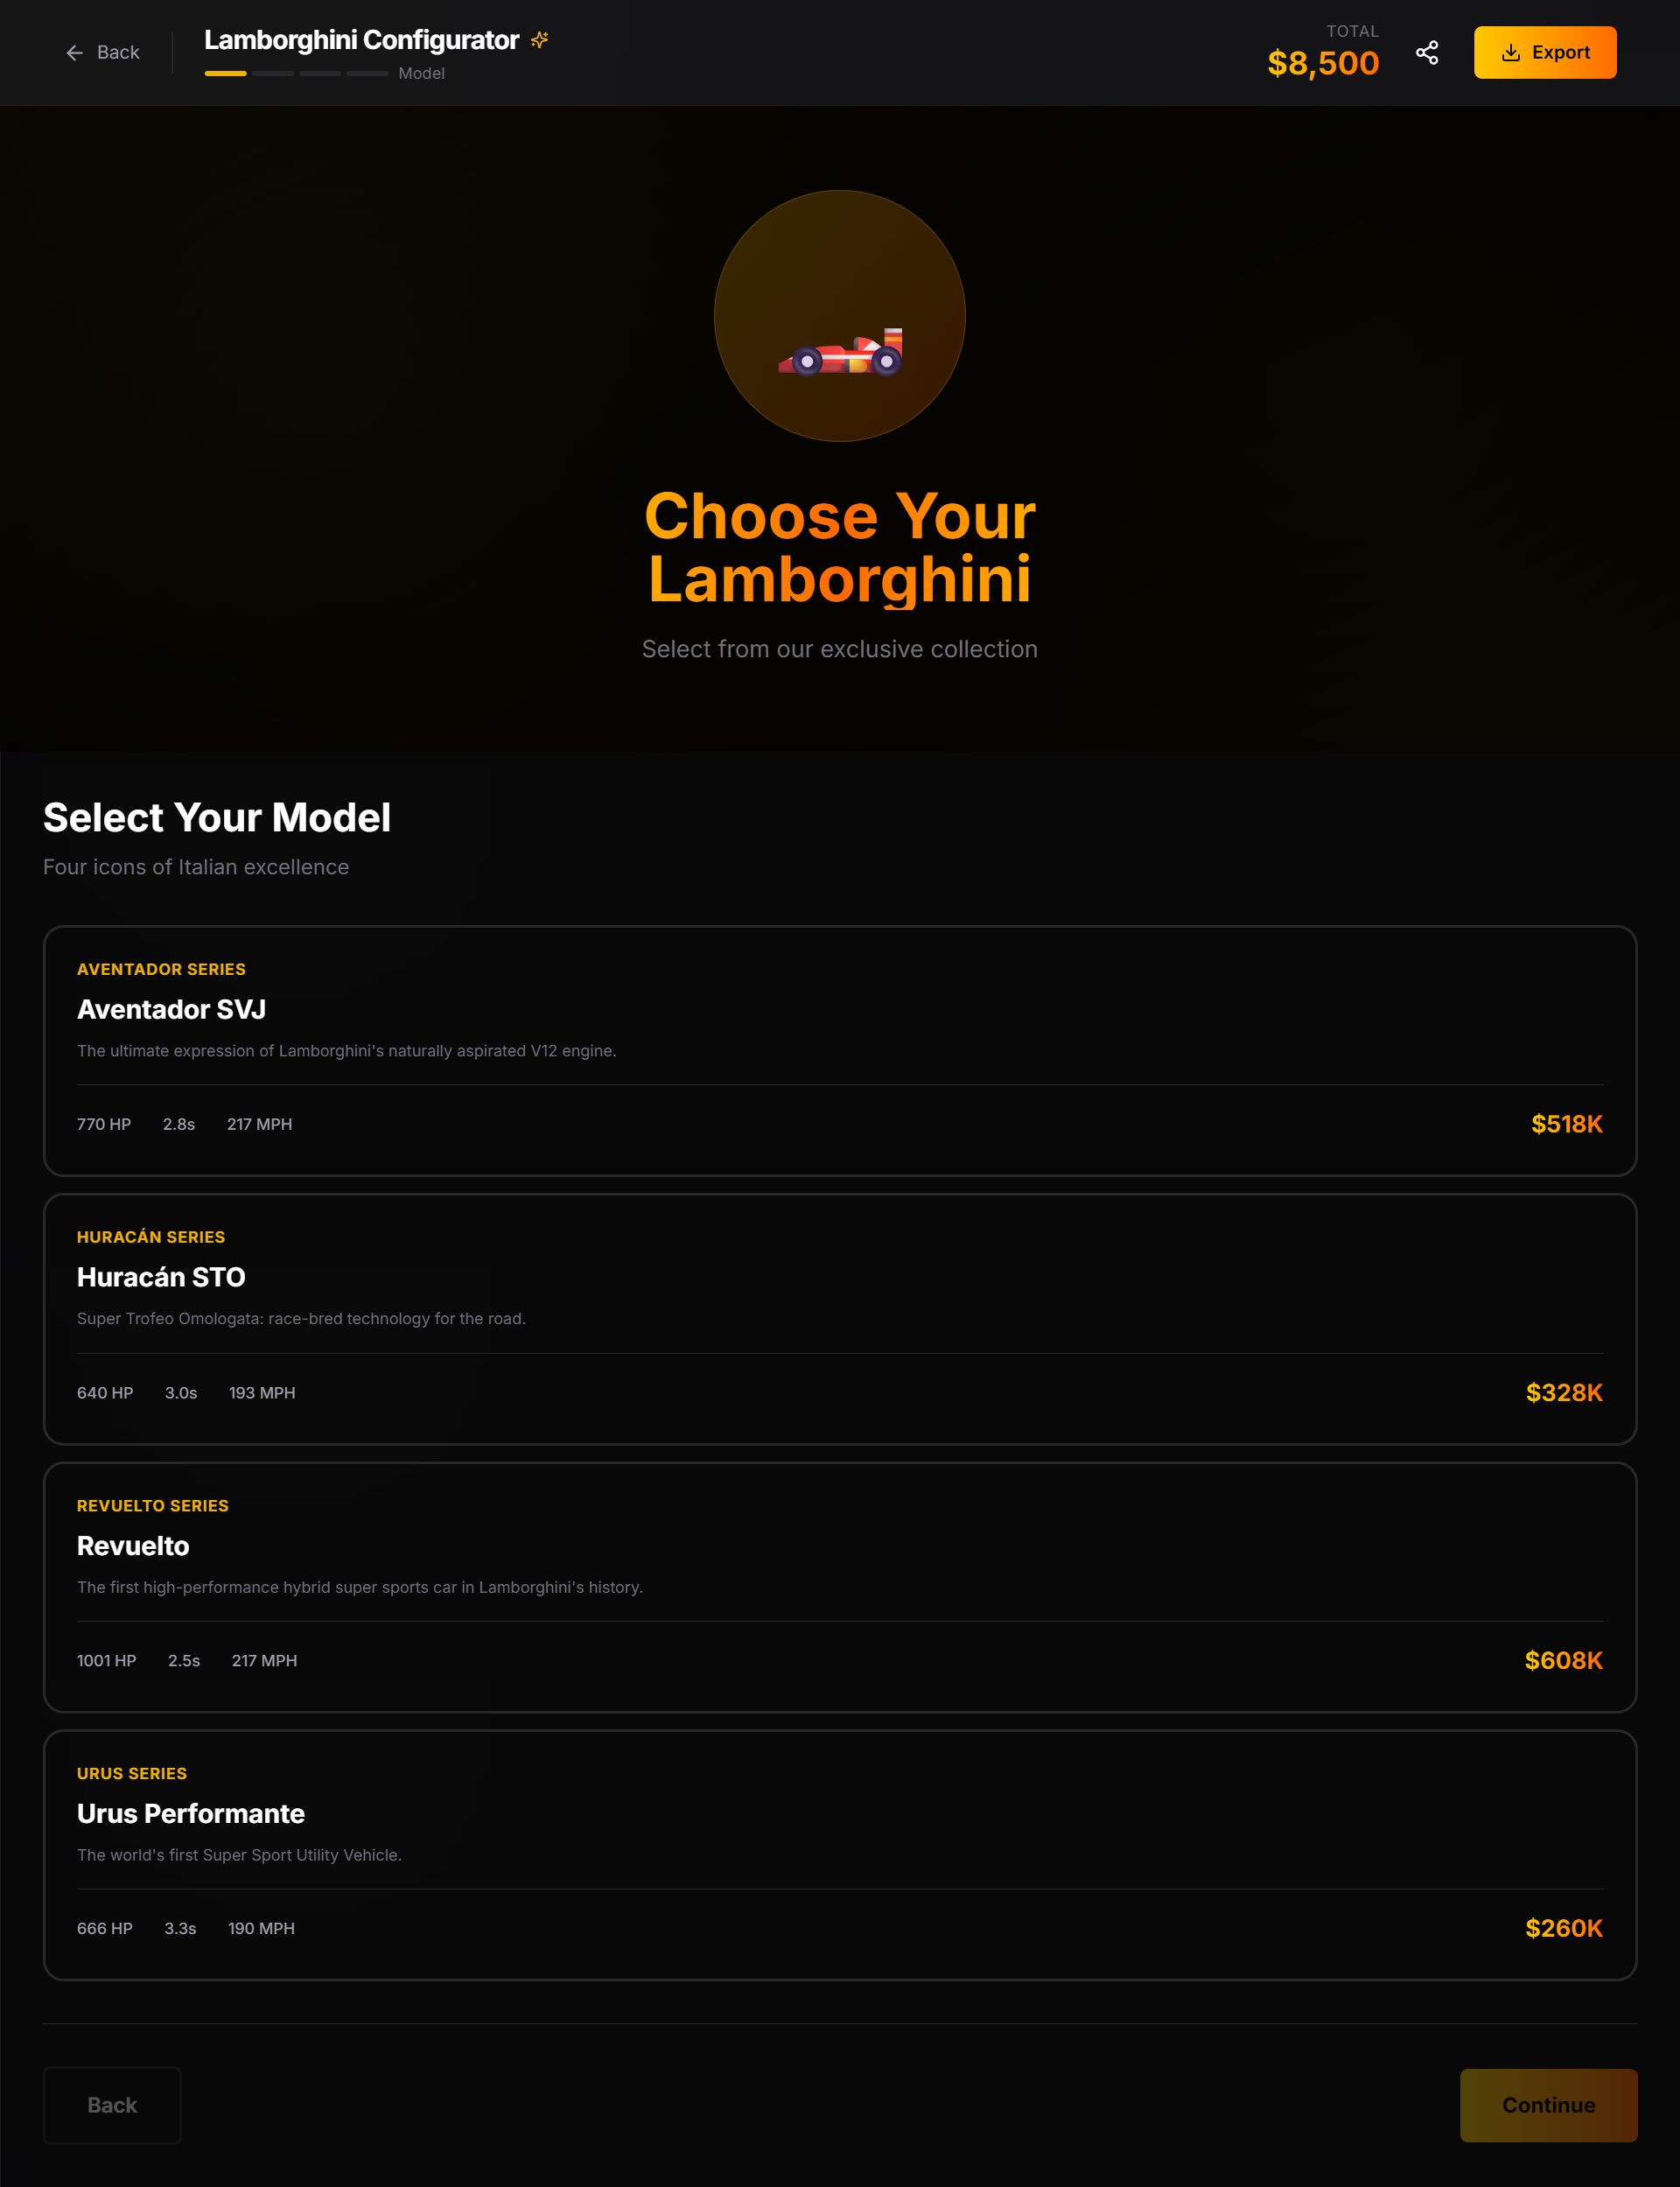 Back
Lamborghini Configurator
Model
TOTAL
$8,500
Export
Choose Your
Lamborghini
Select from our exclusive collection
Select Your Model
Four icons of Italian excellence
AVENTADOR SERIES
Aventador SVJ
The ultimate expression of Lamborghini's naturally aspirated V12 engine.
770 HP 2.8s 217 MPH $518K
HURACÁN SERIES
Huracán STO
Super Trofeo Omologata: race-bred technology for the road.
640 HP 3.0s 193 MPH $328K
REVUELTO SERIES
Revuelto
The first high-performance hybrid super sports car in Lamborghini's history.
1001 HP 2.5s 217 MPH $608K
URUS SERIES
Urus Performante
The world's first Super Sport Utility Vehicle.
666 HP 3.3s 190 MPH $260K
Back Continue